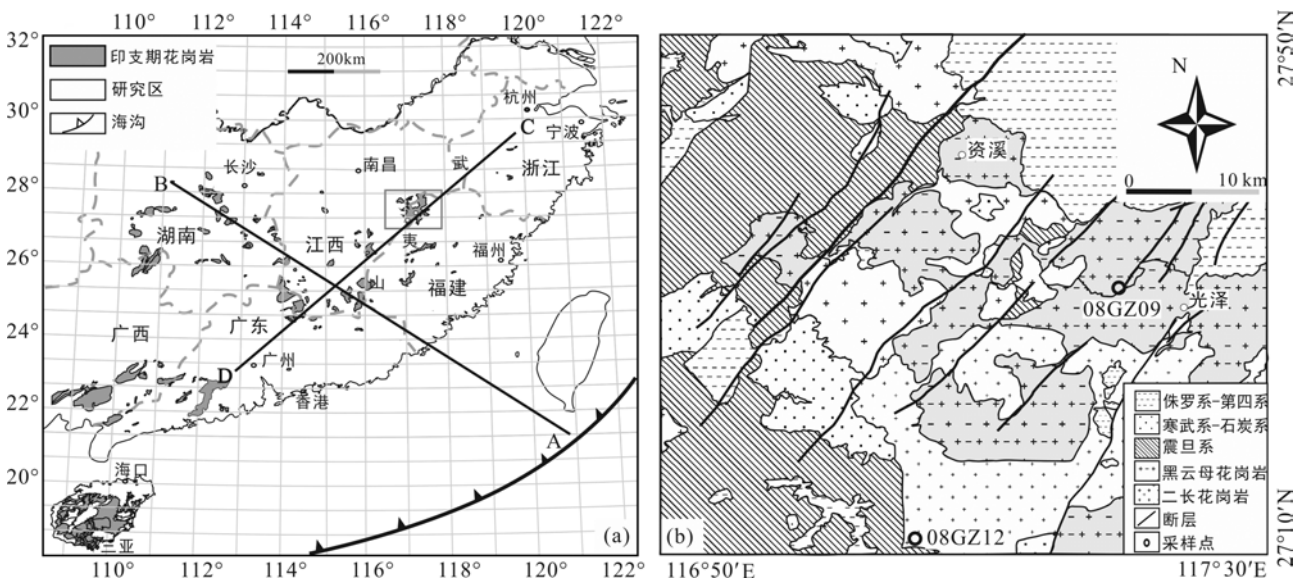 110° 112° 114° 116° 118° 120° 122°
32°
30°
28°
26°
24°
22°
20°
印支期花岗岩
研究区
海沟
200km
杭州
宁波
C
浙江
武
南昌
长沙
B
湖南
江西
夷
福州
山
福建
广西
广东
D
广州
香港
A
海口
三亚
(a)
110° 112° 114° 116° 118° 120° 122°
27°50′N
N
0 10 km
资溪
08GZ09
光泽
侏罗系-第四系
寒武系-石炭系
震旦系
黑云母花岗岩
二长花岗岩
断层
采样点
(b)
08GZ12
27°10′N
116°50′E 117°30′E